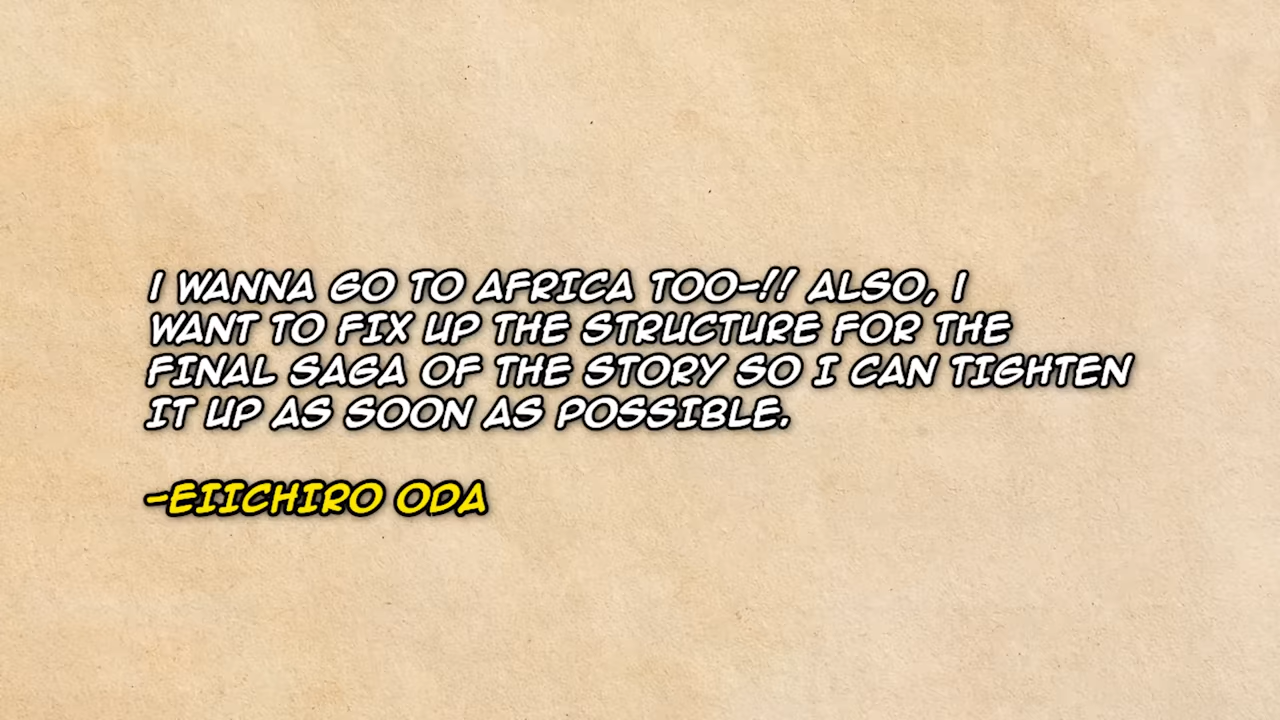 I WANNA GO TO AFRICA TOO-!! ALSO, I
WANT TO FIX UP THE STRUCTURE FOR THE
FINAL SAGA OF THE STORY SO I CAN TIGHTEN
IT UP AS SOON AS POSSIBLE.
-EIICHIRO ODA